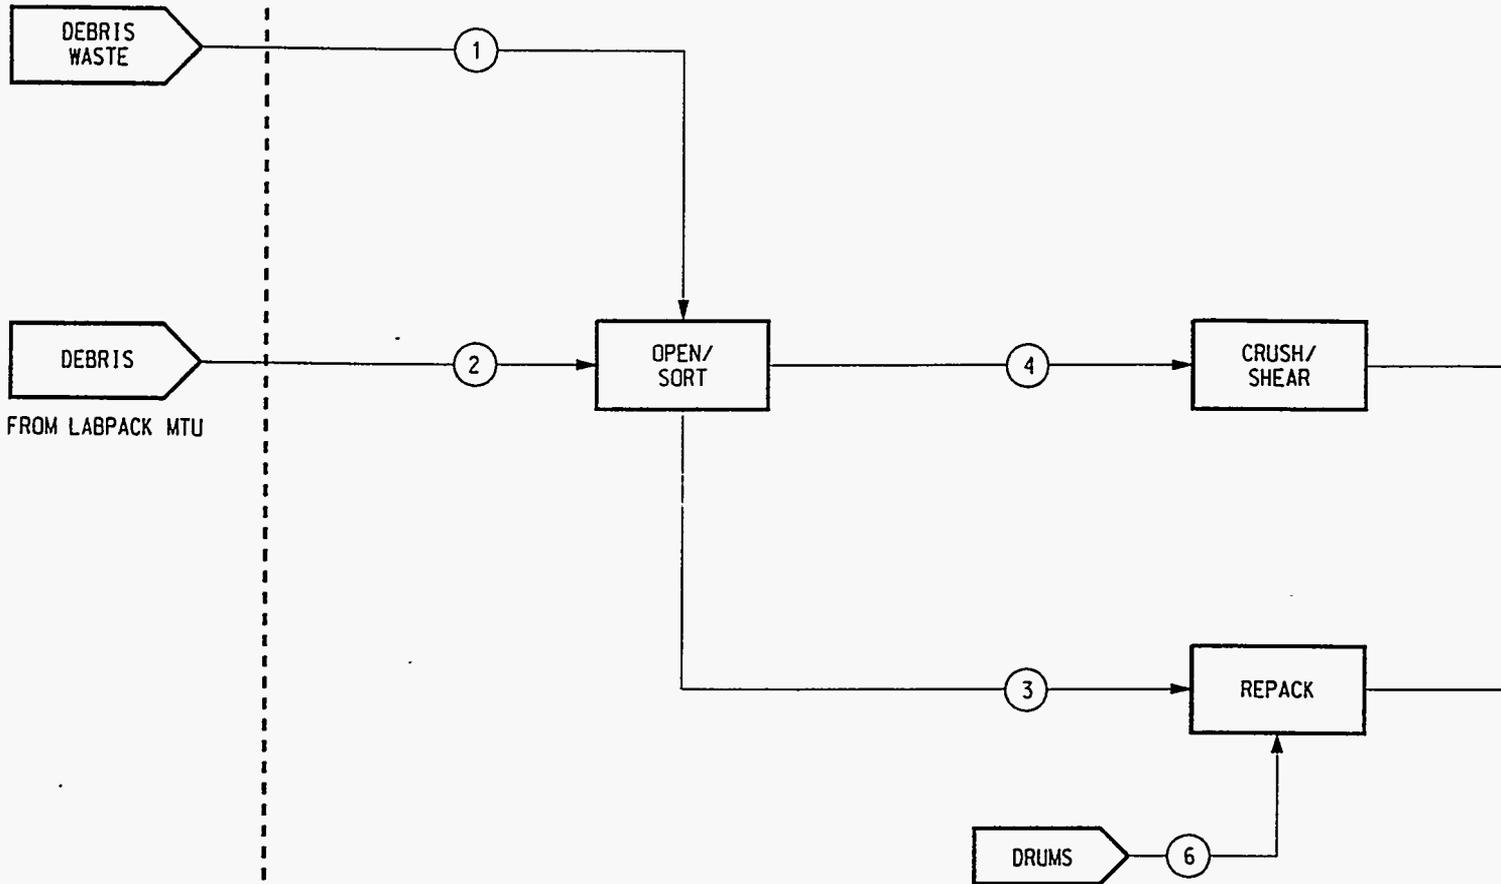 DEBRIS
WASTE
1
DEBRIS
2
OPEN/
SORT
4
CRUSH/
SHEAR
FROM LABPACK MTU
3
REPACK
DRUMS
6